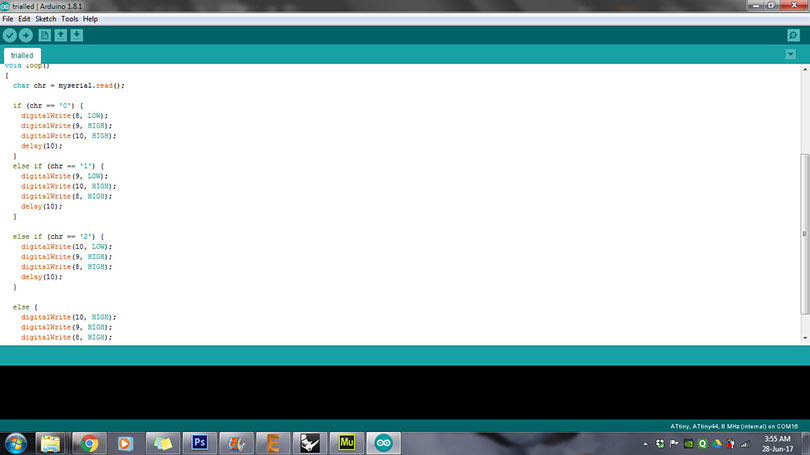 trialled | Arduino 1.8.1
File Edit Sketch Tools Help
trialled
void loop()
{
char chr = myserial.read();
if (chr == '0') {
digitalWrite(8, LOW);
digitalWrite(9, HIGH);
digitalWrite(10, HIGH);
delay(10);
}
else if (chr == '1') {
digitalWrite(9, LOW);
digitalWrite(10, HIGH);
digitalWrite(8, HIGH);
delay(10);
}
else if (chr == '2') {
digitalWrite(10, LOW);
digitalWrite(9, HIGH);
digitalWrite(8, HIGH);
delay(10);
}
else {
digitalWrite(10, HIGH);
digitalWrite(9, HIGH);
digitalWrite(8, HIGH);
ATtiny, ATtiny44, 8 MHz (internal) on COM16
Ps
Mu
3:55 AM
28-Jun-17